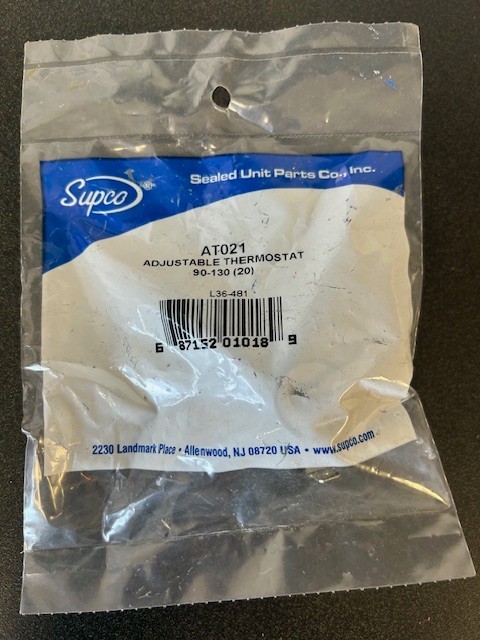 Supco®
Sealed Unit Parts Co., Inc.
AT021
ADJUSTABLE THERMOSTAT
90-130 (20)
L36-481
6 87152 01018 9
2230 Landmark Place • Allenwood, NJ 08720 USA • www.supco.com